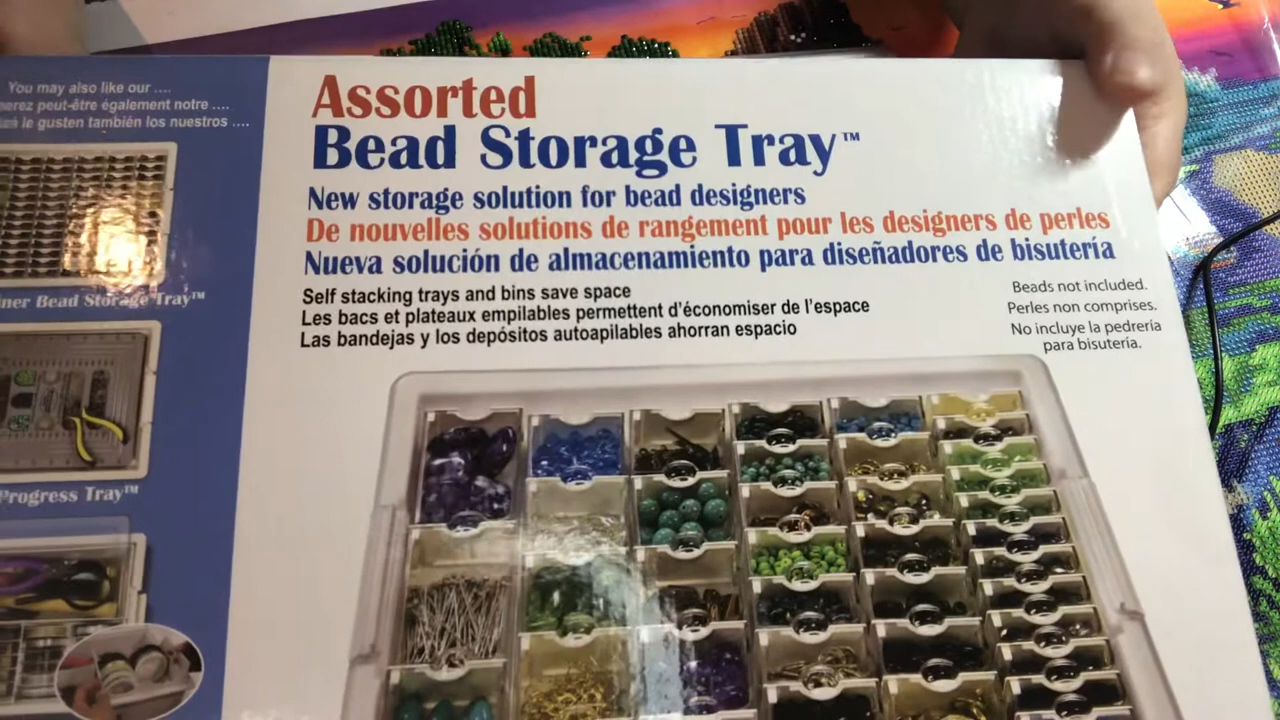 You may also like our ....
peut-être également notre ....
le gusten también los nuestros ....
Bead Storage Tray™
Progress Tray™
Assorted
Bead Storage Tray™
New storage solution for bead designers
De nouvelles solutions de rangement pour les designers de perles
Nueva solución de almacenamiento para diseñadores de bisutería
Self stacking trays and bins save space
Les bacs et plateaux empilables permettent d'économiser de l'espace
Las bandejas y los depósitos autoapilables ahorran espacio
Beads not included.
Perles non comprises.
No incluye la pedrería
para bisutería.